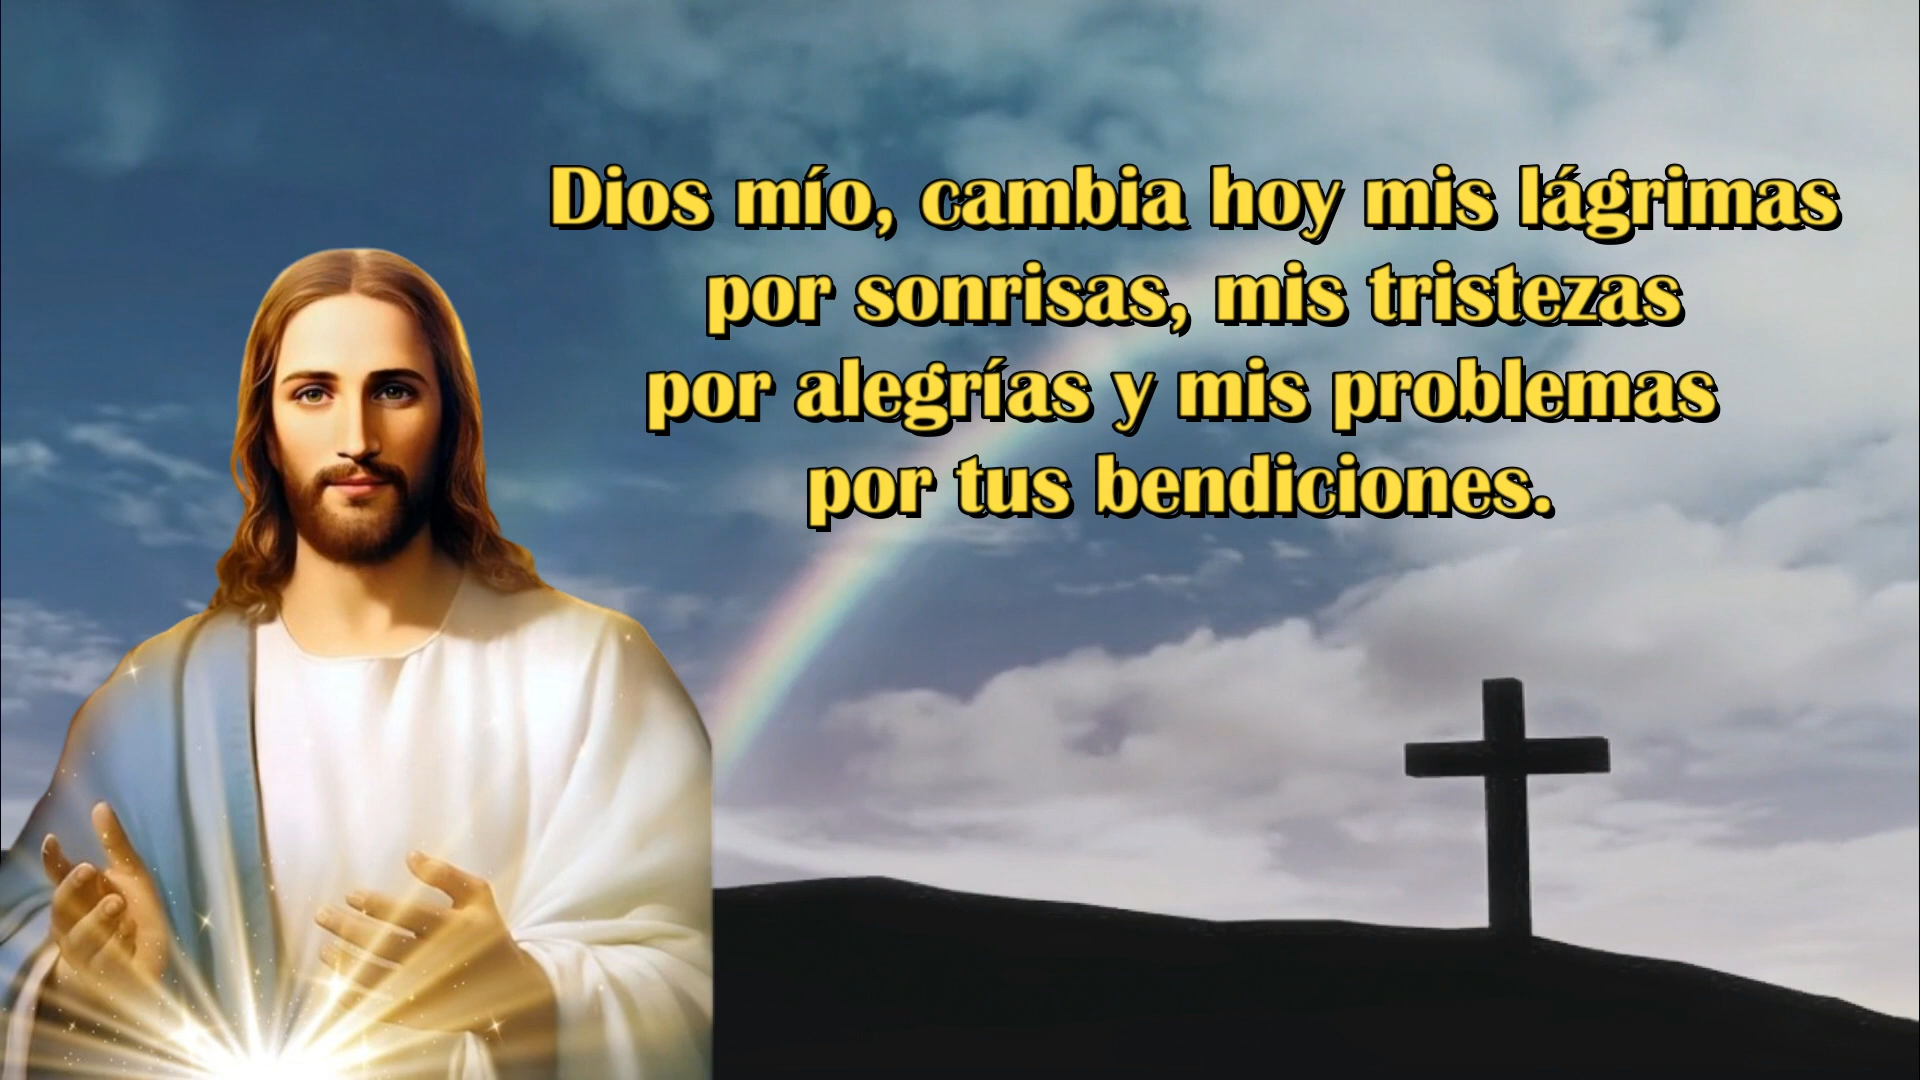 Dios mío, cambia hoy mis lágrimas
por sonrisas, mis tristezas
por alegrías y mis problemas
por tus bendiciones.